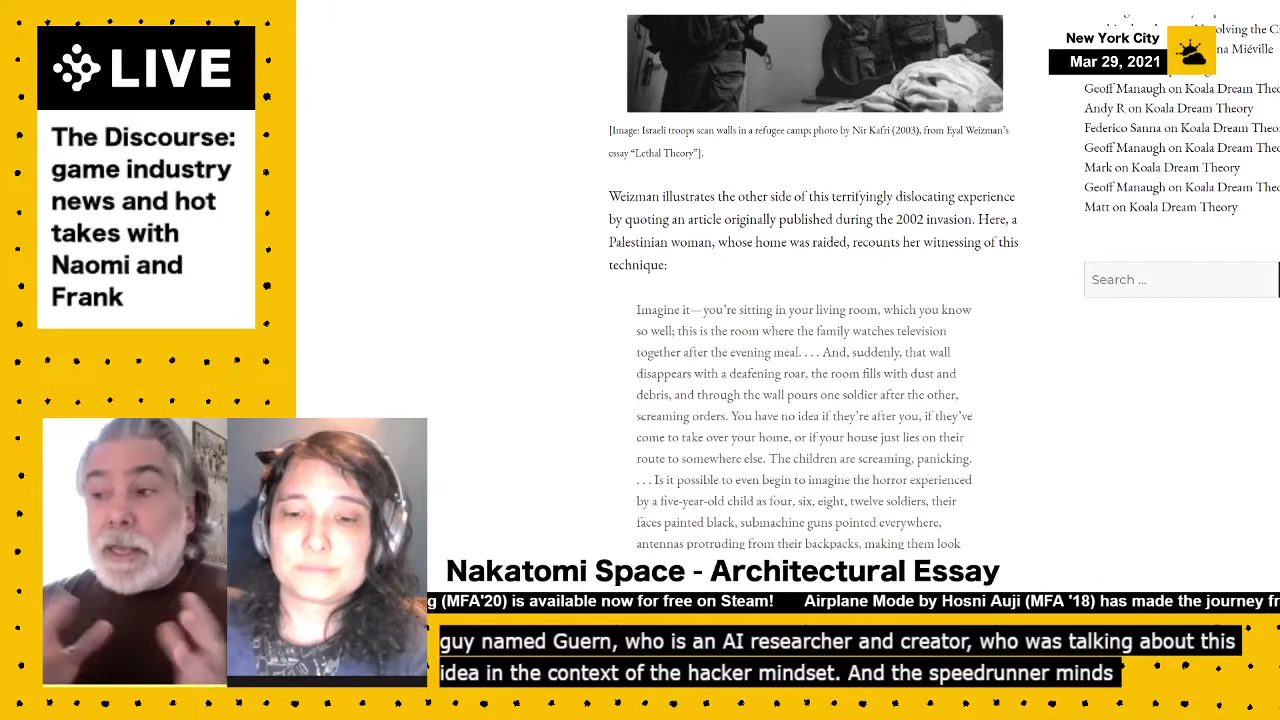 LIVE
The Discourse:
game industry
news and hot
takes with
Naomi and
Frank
[Image: Israeli troops scan walls in a refugee camp; photo by Nir Kafri (2003), from Eyal Weizman’s
essay “Lethal Theory”].
Weizman illustrates the other side of this terrifyingly dislocating experience
by quoting an article originally published during the 2002 invasion. Here, a
Palestinian woman, whose home was raided, recounts her witnessing of this
technique:
Imagine it—you’re sitting in your living room, which you know
so well; this is the room where the family watches television
together after the evening meal. . . . And, suddenly, that wall
disappears with a deafening roar, the room fills with dust and
debris, and through the wall pours one soldier after the other,
screaming orders. You have no idea if they’re after you, if they’ve
come to take over your home, or if your house just lies on their
route to somewhere else. The children are screaming, panicking.
. . . Is it possible to even begin to imagine the horror experienced
by a five-year-old child as four, six, eight, twelve soldiers, their
faces painted black, submachine guns pointed everywhere,
antennas protruding from their backpacks, making them look
New York City
Mar 29, 2021
olving the C
na Miéville
Geoff Manaugh on Koala Dream Theo
Andy R on Koala Dream Theory
Federico Sanna on Koala Dream Theo
Geoff Manaugh on Koala Dream Theo
Mark on Koala Dream Theory
Geoff Manaugh on Koala Dream Theo
Matt on Koala Dream Theory
Search ...
Nakatomi Space - Architectural Essay
g (MFA'20) is available now for free on Steam! Airplane Mode by Hosni Auji (MFA '18) has made the journey fr
guy named Guern, who is an AI researcher and creator, who was talking about this
idea in the context of the hacker mindset. And the speedrunner minds